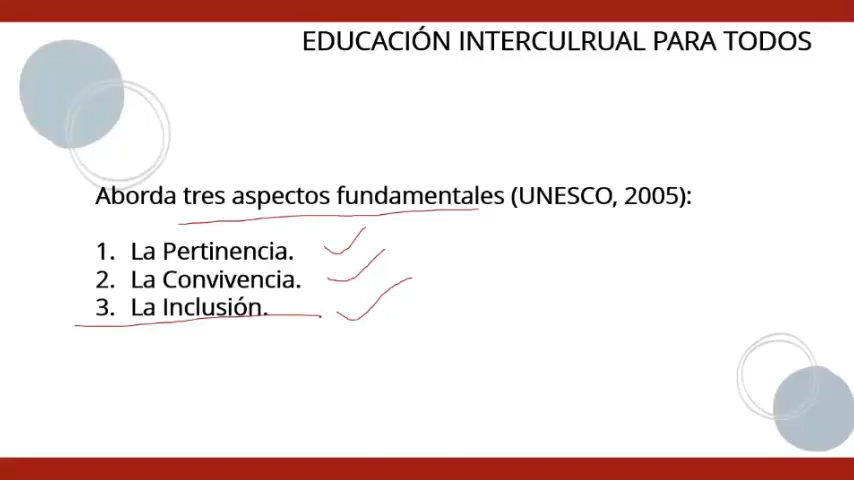 EDUCACIÓN INTERCULRUAL PARA TODOS
Aborda tres aspectos fundamentales (UNESCO, 2005):
1. La Pertinencia.
2. La Convivencia.
3. La Inclusión.